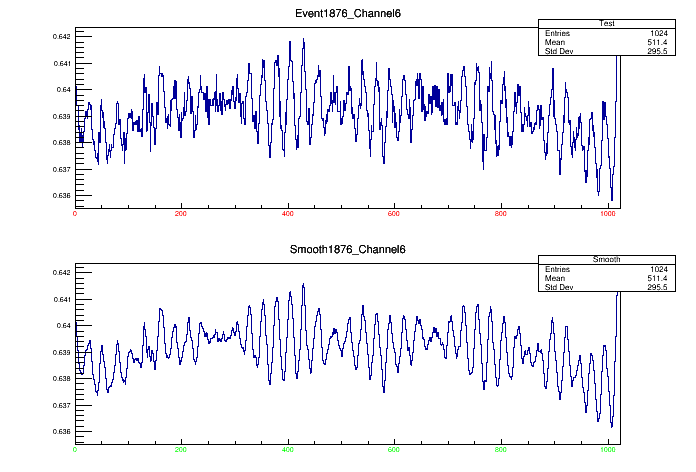 Event1876_Channel6
Test
Entries 1024
Mean 511.4
Std Dev 295.5
0.642
0.641
0.64
0.639
0.638
0.637
0.636
0 200 400 600 800 1000
Smooth1876_Channel6
Smooth
Entries 1024
Mean 511.4
Std Dev 295.5
0.642
0.641
0.64
0.639
0.638
0.637
0.636
0 200 400 600 800 1000